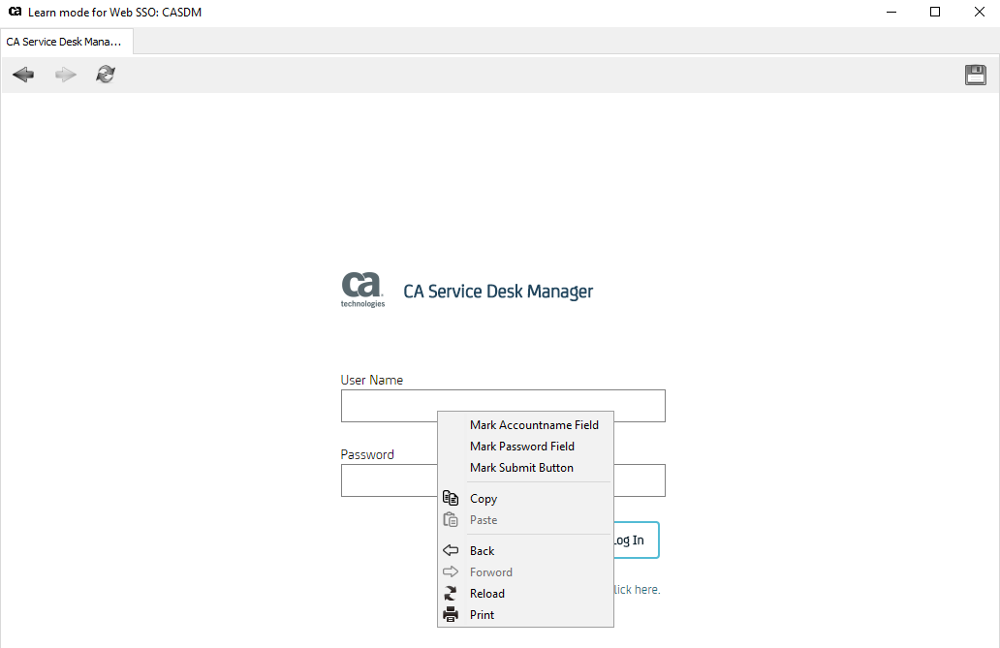 ca Learn mode for Web SSO: CASDM
CA Service Desk Mana...
ca
technologies
CA Service Desk Manager
User Name
Mark Accountname Field
Mark Password Field
Password
Mark Submit Button
Copy
Paste
Log In
Back
Forword
lick here.
Reload
Print